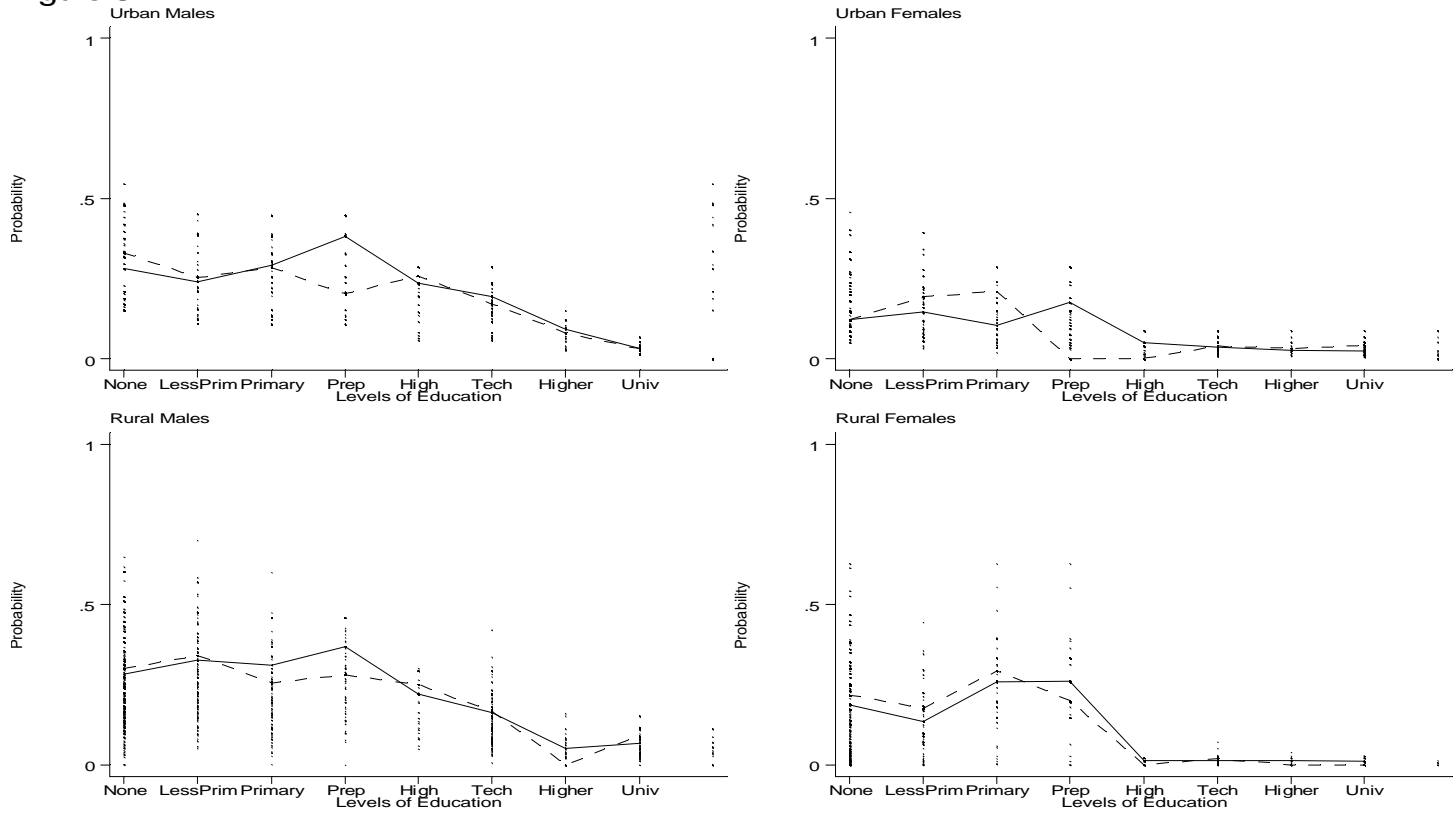 Urban Males
1
.5
0
Probability
None LessPrim Primary Prep High Tech Higher Univ
Levels of Education
Urban Females
1
.5
0
Probability
None LessPrim Primary Prep High Tech Higher Univ
Levels of Education
Rural Males
1
.5
0
Probability
None LessPrim Primary Prep High Tech Higher Univ
Levels of Education
Rural Females
1
.5
0
Probability
None LessPrim Primary Prep High Tech Higher Univ
Levels of Education